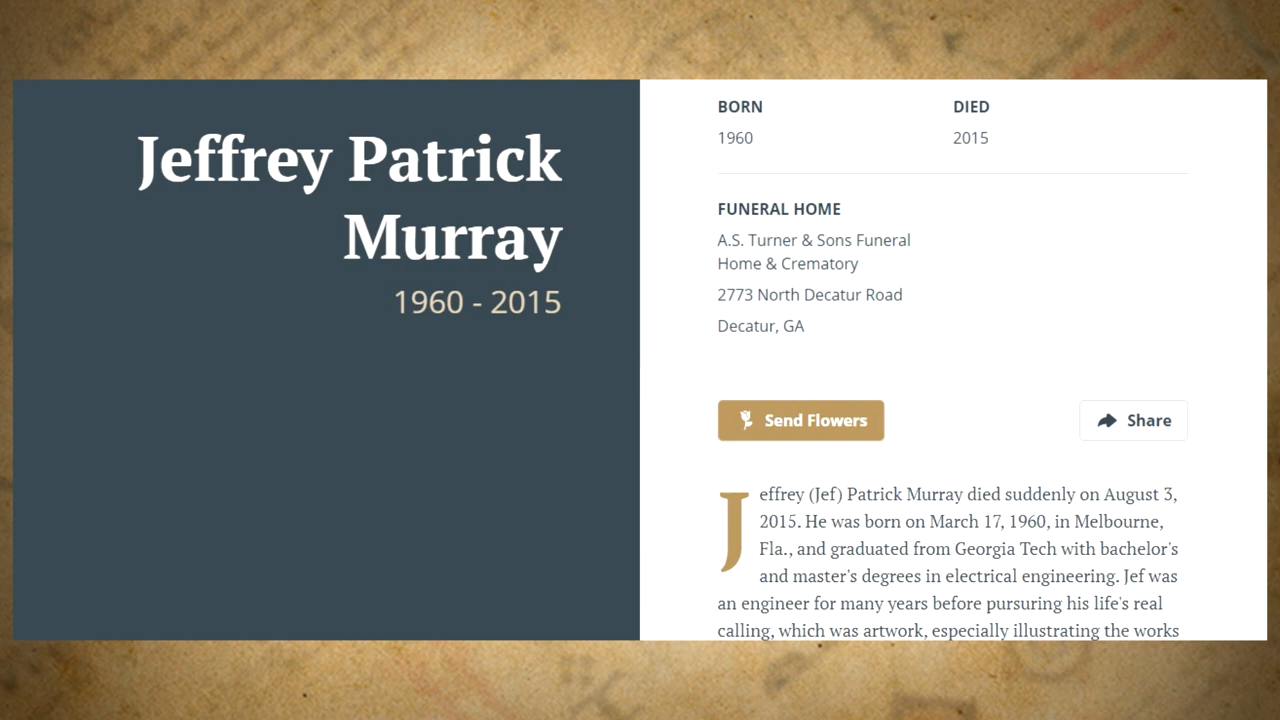 Jeffrey Patrick
Murray
1960 - 2015
BORN
DIED
1960
2015
FUNERAL HOME
A.S. Turner & Sons Funeral
Home & Crematory
2773 North Decatur Road
Decatur, GA
Send Flowers
Share
Jeffrey (Jef) Patrick Murray died suddenly on August 3,
2015. He was born on March 17, 1960, in Melbourne,
Fla., and graduated from Georgia Tech with bachelor's
and master's degrees in electrical engineering. Jef was
an engineer for many years before pursuring his life's real
calling, which was artwork, especially illustrating the works